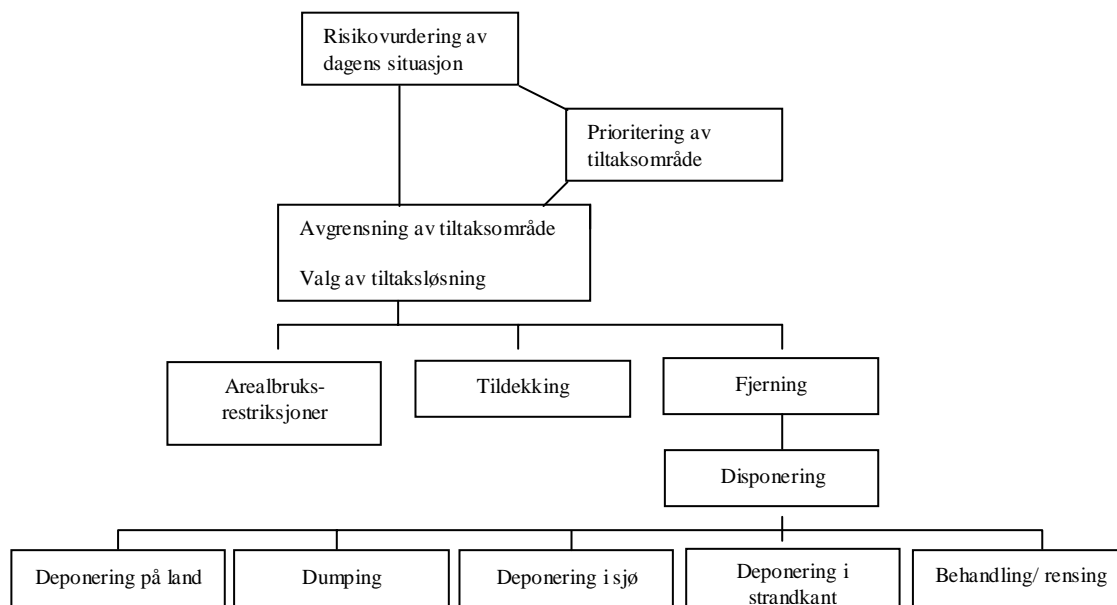 Risikovurdering av
dagens situasjon
Prioritering av
tiltaksområde
Avgrensning av tiltaksområde
Valg av tiltaksløsning
Arealbruks-
restriksjoner
Tildekking
Fjerning
Disponering
Deponering på land
Dumping
Deponering i sjø
Deponering i
strandkant
Behandling/ rensing